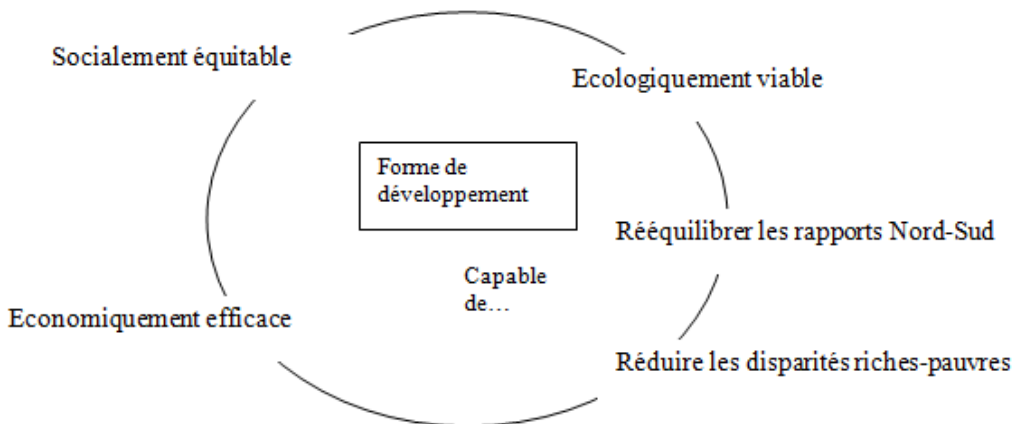 Socialement équitable
Ecologiquement viable
Forme de
développement
Rééquilibrer les rapports Nord-Sud
Capable
de...
Economiquement efficace
Réduire les disparités riches-pauvres